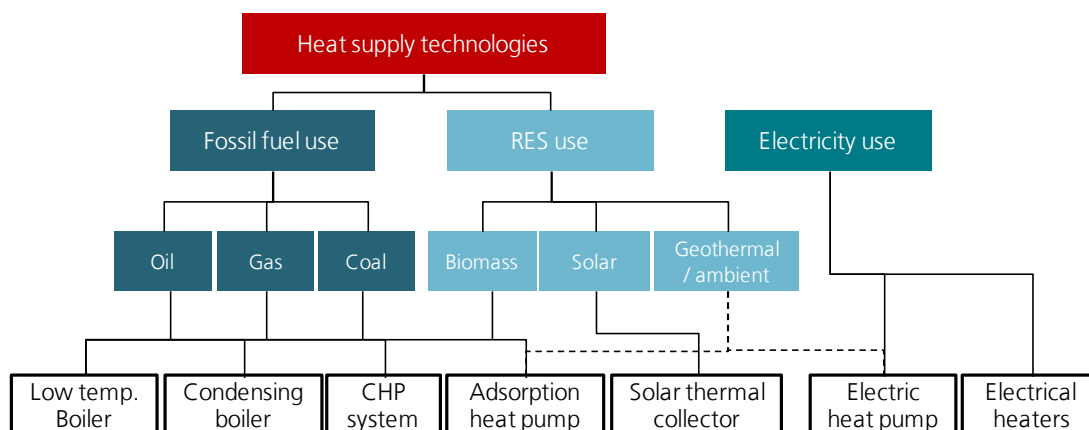 Heat supply technologies
Fossil fuel use
RES use
Electricity use
Oil
Gas
Coal
Biomass
Solar
Geothermal
/ ambient
Low temp.
Boiler
Condensing
boiler
CHP
system
Adsorption
heat pump
Solar thermal
collector
Electric
heat pump
Electrical
heaters